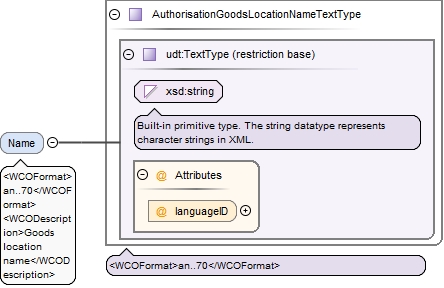 AuthorisationGoodsLocationNameTextType
udt:TextType (restriction base)
xsd:string
Built-in primitive type. The string datatype represents
character strings in XML.
Name
@ Attributes
@ languageID
<WCOFormat>
an..70</WCOF
ormat>
<WCODescript
ion>Goods
location
name</WCOD
escription>
<WCOFormat>an..70</WCOFormat>